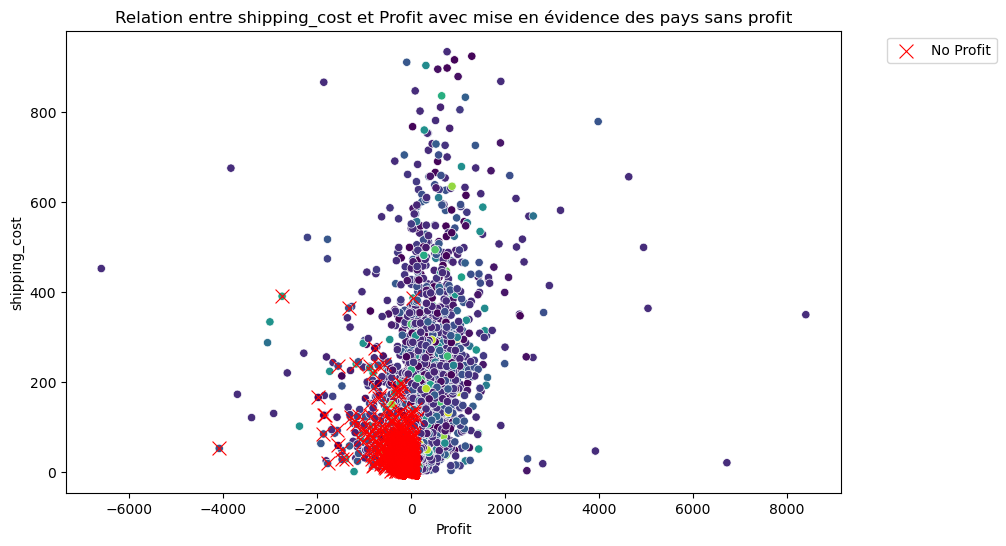 Relation entre shipping_cost et Profit avec mise en évidence des pays sans profit
No Profit
800
600
400
200
0
shipping_cost
−6000 −4000 −2000 0 2000 4000 6000 8000
Profit